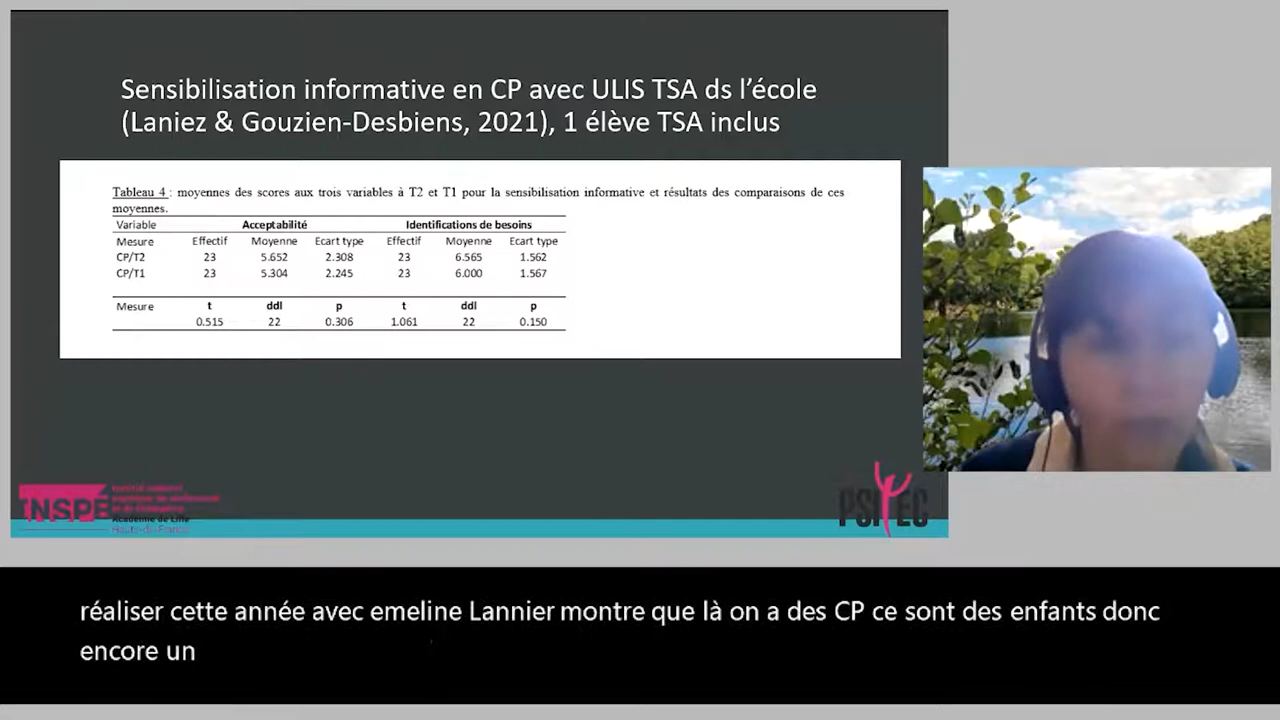 Sensibilisation informative en CP avec ULIS TSA ds l'école
(Laniez & Gouzien-Desbiens, 2021), 1 élève TSA inclus
Tableau 4 : moyennes des scores aux trois variables à T2 et T1 pour la sensibilisation informative et résultats des comparaisons de ces
moyennes.
Variable Acceptabilité Identifications de besoins
Mesure Effectif Moyenne Ecart type Effectif Moyenne Ecart type
CP/T2 23 5.652 2.308 23 6.565 1.562
CP/T1 23 5.304 2.245 23 6.000 1.567
Mesure t ddl p t ddl p
0.515 22 0.306 1.061 22 0.150
INSPÉ
Académie de Lille
Hauts-de-France
PSITEC
réaliser cette année avec emeline Lannier montre que là on a des CP ce sont des enfants donc
encore un